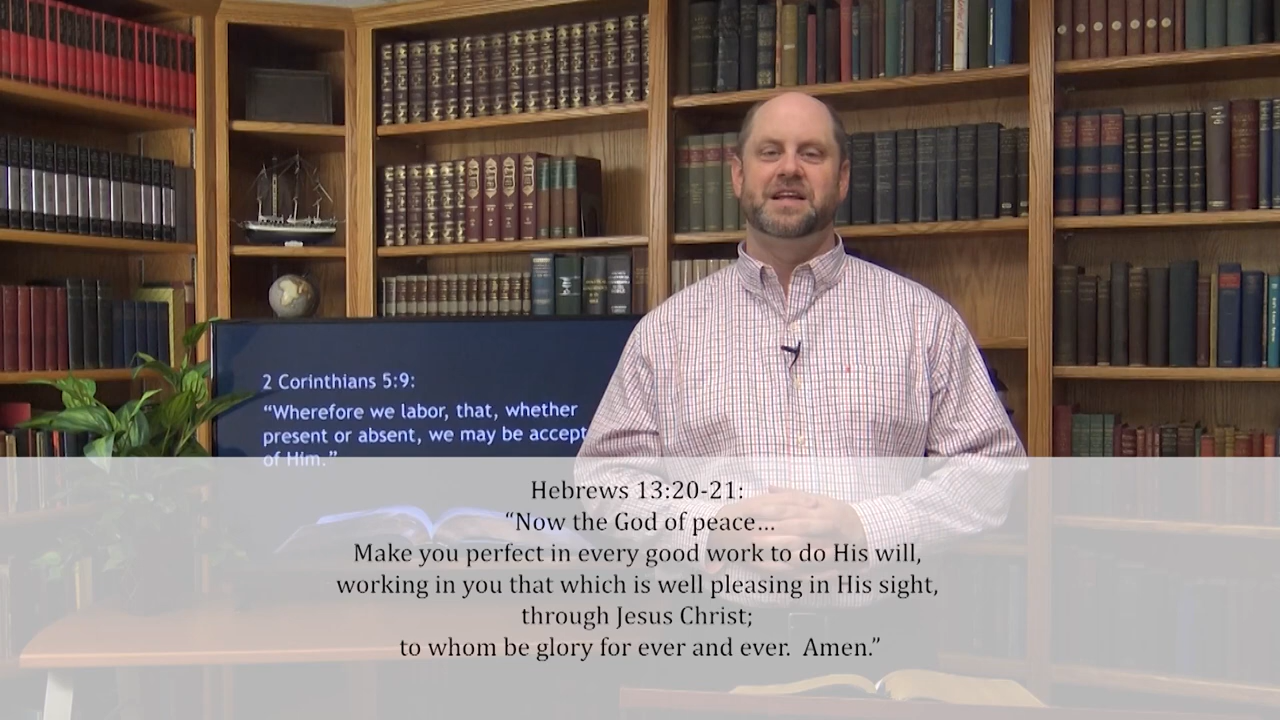 2 Corinthians 5:9:
“Wherefore we labor, that, whether
present or absent, we may be accept
of Him.”
Hebrews 13:20-21:
“Now the God of peace…
Make you perfect in every good work to do His will,
working in you that which is well pleasing in His sight,
through Jesus Christ;
to whom be glory for ever and ever.  Amen.”